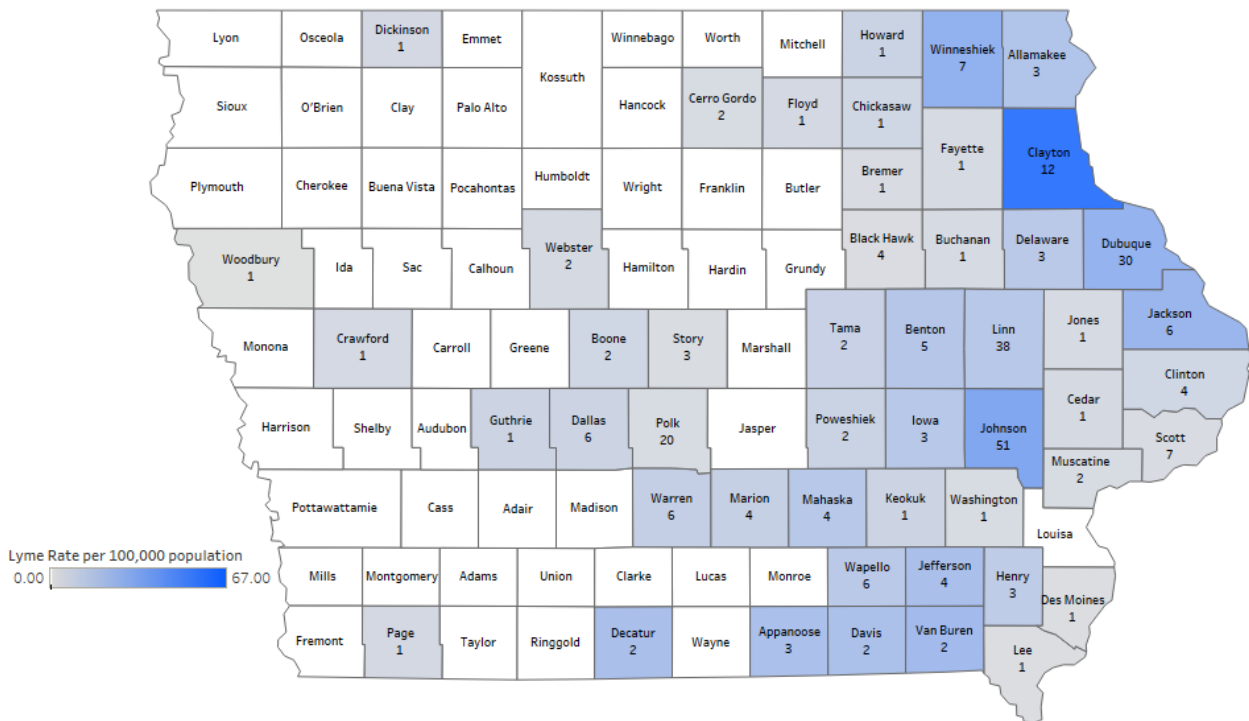 Lyon
Osceola
Dickinson
1
Emmet
Winnebago
Worth
Mitchell
Howard
1
Winneshiek
7
Allamakee
3
Kossuth
Sioux
O'Brien
Clay
Palo Alto
Hancock
Cerro Gordo
2
Floyd
1
Chickasaw
1
Fayette
1
Clayton
12
Plymouth
Cherokee
Buena Vista
Pocahontas
Humboldt
Wright
Franklin
Butler
Bremer
1
Woodbury
1
Ida
Sac
Calhoun
Webster
2
Hamilton
Hardin
Grundy
Black Hawk
4
Buchanan
1
Delaware
3
Dubuque
30
Monona
Crawford
1
Carroll
Greene
Boone
2
Story
3
Marshall
Tama
2
Benton
5
Linn
38
Jones
1
Jackson
6
Clinton
4
Harrison
Shelby
Audubon
Guthrie
1
Dallas
6
Polk
20
Jasper
Poweshiek
2
Iowa
3
Johnson
51
Cedar
1
Scott
7
Muscatine
2
Pottawattamie
Cass
Adair
Madison
Warren
6
Marion
4
Mahaska
4
Keokuk
1
Washington
1
Louisa
Lyme Rate per 100,000 population
0.00
67.00
Mills
Montgomery
Adams
Union
Clarke
Lucas
Monroe
Wapello
6
Jefferson
4
Henry
3
Des Moines
1
Fremont
Page
1
Taylor
Ringgold
Decatur
2
Wayne
Appanoose
3
Davis
2
Van Buren
2
Lee
1